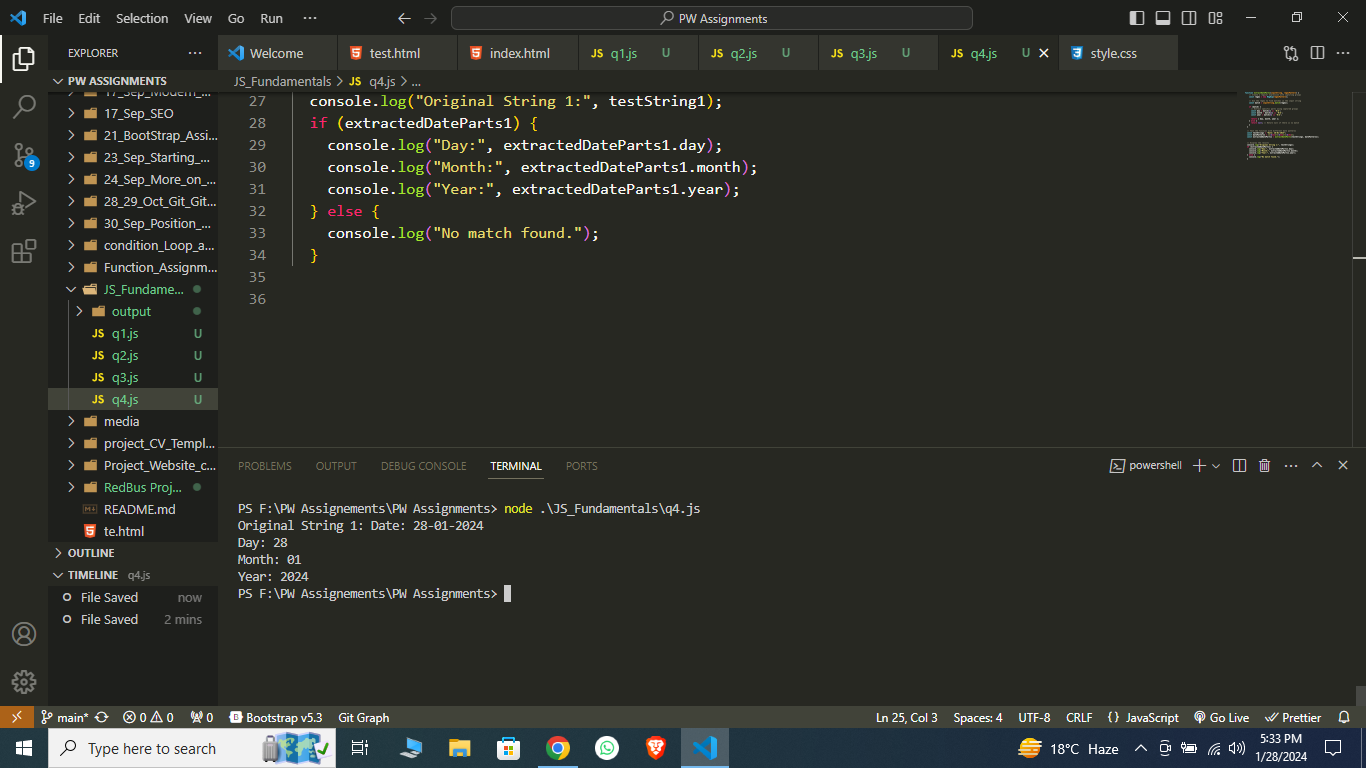 File Edit Selection View Go Run ··· PW Assignments
EXPLORER ···
Welcome test.html index.html JS q1.js U JS q2.js U JS q3.js U JS q4.js U style.css
PW ASSIGNMENTS
JS_Fundamentals > JS q4.js > ...
17_Sep_Modern_...
17_Sep_SEO
21_BootStrap_Assi...
23_Sep_Starting_...
24_Sep_More_on_...
28_29_Oct_Git_Git...
30_Sep_Position_...
condition_Loop_a...
Function_Assignm...
JS_Fundame...
output
JS q1.js U
JS q2.js U
JS q3.js U
JS q4.js U
media
project_CV_Templ...
Project_Website_c...
RedBus Proj...
README.md
te.html
OUTLINE
TIMELINE q4.js
File Saved now
File Saved 2 mins
27 console.log("Original String 1:", testString1);
28 if (extractedDateParts1) {
29 console.log("Day:", extractedDateParts1.day);
30 console.log("Month:", extractedDateParts1.month);
31 console.log("Year:", extractedDateParts1.year);
32 } else {
33 console.log("No match found.");
34 }
35
36
PROBLEMS OUTPUT DEBUG CONSOLE TERMINAL PORTS powershell
PS F:\PW Assignements\PW Assignments> node .\JS_Fundamentals\q4.js
Original String 1: Date: 28-01-2024
Day: 28
Month: 01
Year: 2024
PS F:\PW Assignements\PW Assignments>
9
main* 0 0 0 Bootstrap v5.3 Git Graph Ln 25, Col 3 Spaces: 4 UTF-8 CRLF {} JavaScript Go Live Prettier
Type here to search 18°C Haze
5:33 PM
1/28/2024